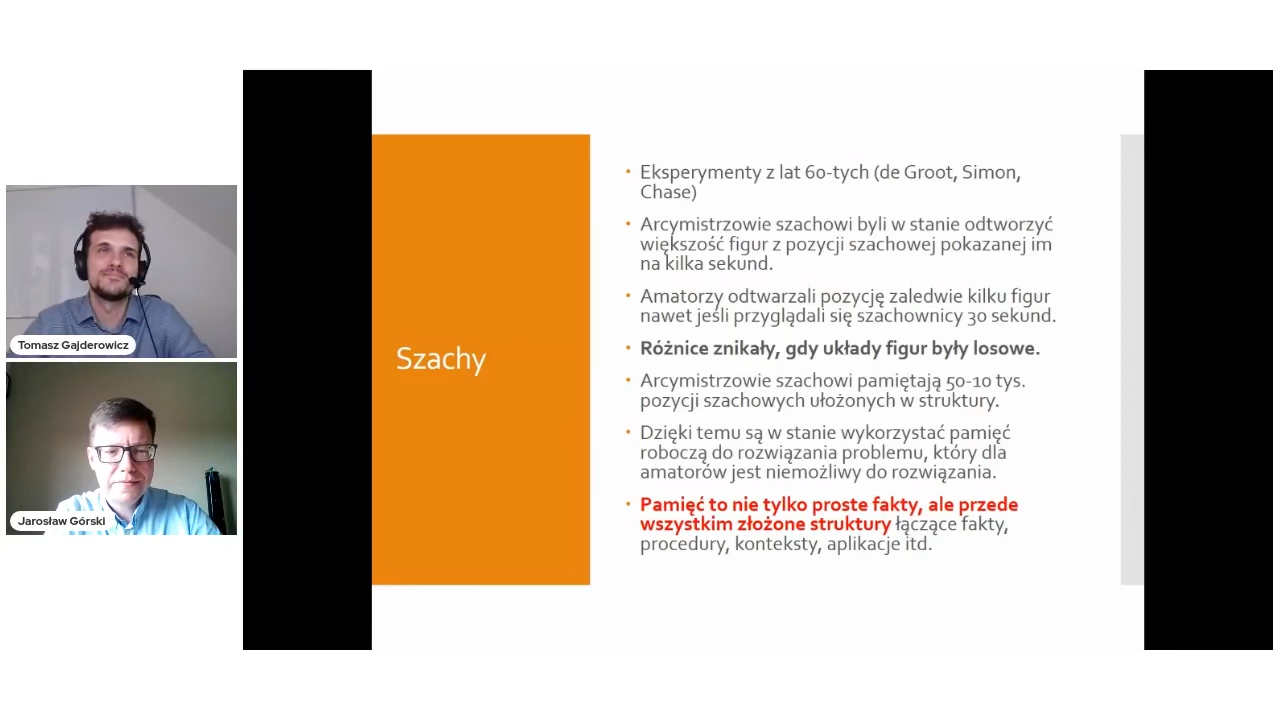 Tomasz Gajderowicz
Jarosław Górski
Szachy
• Eksperymenty z lat 60-tych (de Groot, Simon,
Chase)
• Arcymistrzowie szachowi byli w stanie odtworzyć
większość figur z pozycji szachowej pokazanej im
na kilka sekund.
• Amatorzy odtwarzali pozycję zaledwie kilku figur
nawet jeśli przyglądali się szachownicy 30 sekund.
• Różnice znikały, gdy układy figur były losowe.
• Arcymistrzowie szachowi pamiętają 50-10 tys.
pozycji szachowych ułożonych w struktury.
• Dzięki temu są w stanie wykorzystać pamięć
roboczą do rozwiązania problemu, który dla
amatorów jest niemożliwy do rozwiązania.
• Pamięć to nie tylko proste fakty, ale przede
wszystkim złożone struktury łączące fakty,
procedury, konteksty, aplikacje itd.